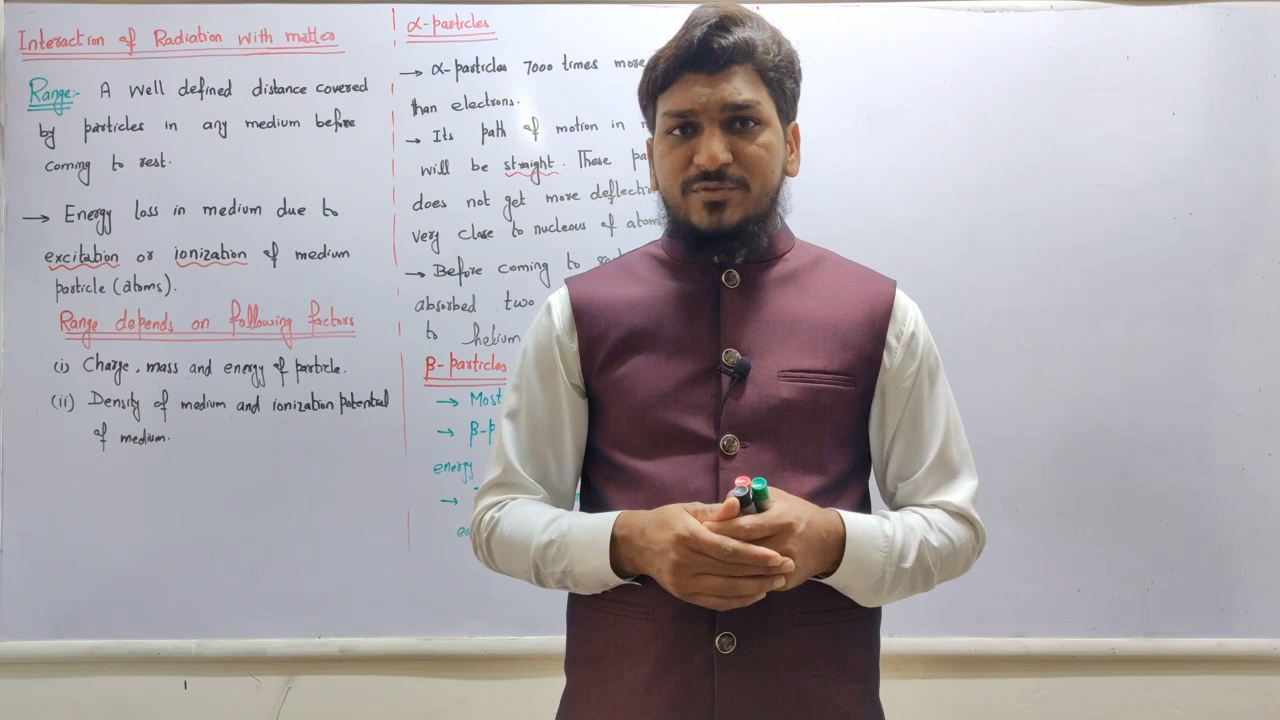 Interaction of Radiation with matter
Range:- A well defined distance covered
by particles in any medium before
coming to rest.
→ Energy loss in medium due to
excitation or ionization of medium
particle (atoms).
Range depends on following factors
(i) Charge, mass and energy of particle.
(ii) Density of medium and ionization potential
of medium.
α-particles
→ α-particles 7000 times more
than electrons.
→ Its path of motion in
will be straight. These
does not get more
very close to nucleous of atom
→ Before coming to
absorbed two
to helium
β-particles
→ Most
→
energy
→